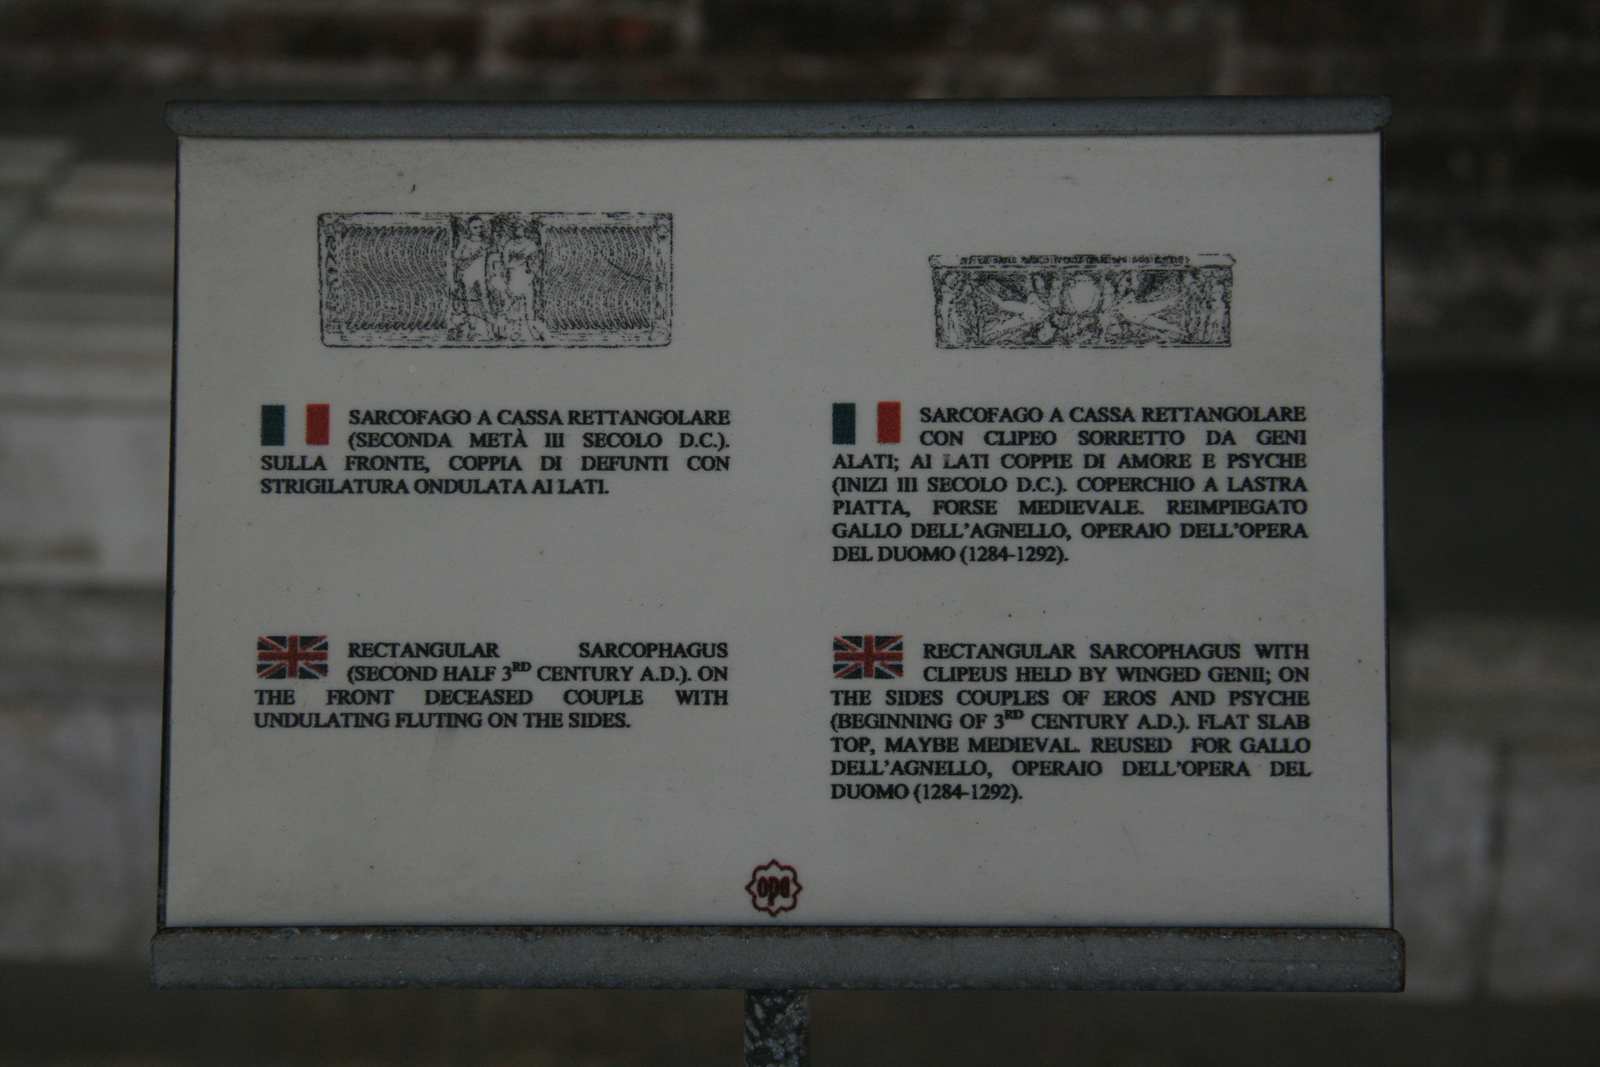 SARCOFAGO A CASSA RETTANGOLARE
(SECONDA METÀ III SECOLO D.C.).
SULLA FRONTE, COPPIA DI DEFUNTI CON
STRIGILATURA ONDULATA AI LATI.
RECTANGULAR SARCOPHAGUS
(SECOND HALF 3RD CENTURY A.D.). ON
THE FRONT DECEASED COUPLE WITH
UNDULATING FLUTING ON THE SIDES.
SARCOFAGO A CASSA RETTANGOLARE
CON CLIPEO SORRETTO DA GENI
ALATI; AI LATI COPPIE DI AMORE E PSYCHE
(INIZI III SECOLO D.C.). COPERCHIO A LASTRA
PIATTA, FORSE MEDIEVALE. REIMPIEGATO
GALLO DELL'AGNELLO, OPERAIO DELL'OPERA
DEL DUOMO (1284-1292).
RECTANGULAR SARCOPHAGUS WITH
CLIPEUS HELD BY WINGED GENII; ON
THE SIDES COUPLES OF EROS AND PSYCHE
(BEGINNING OF 3RD CENTURY A.D.). FLAT SLAB
TOP, MAYBE MEDIEVAL. REUSED FOR GALLO
DELL'AGNELLO, OPERAIO DELL'OPERA DEL
DUOMO (1284-1292).
opa